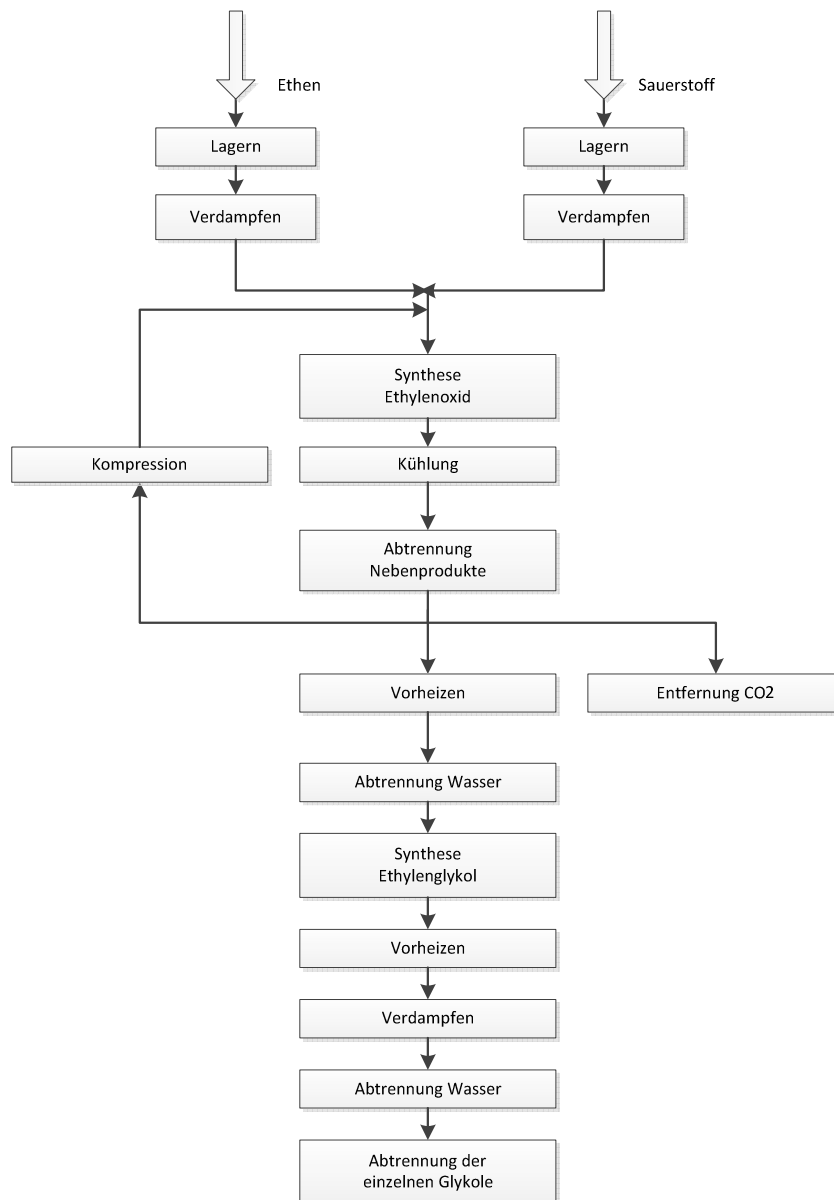 Ethen
Sauerstoff
Lagern
Lagern
Verdampfen
Verdampfen
Synthese
Ethylenoxid
Kompression
Kühlung
Abtrennung
Nebenprodukte
Vorheizen
Entfernung CO2
Abtrennung Wasser
Synthese
Ethylenglykol
Vorheizen
Verdampfen
Abtrennung Wasser
Abtrennung der
einzelnen Glykole